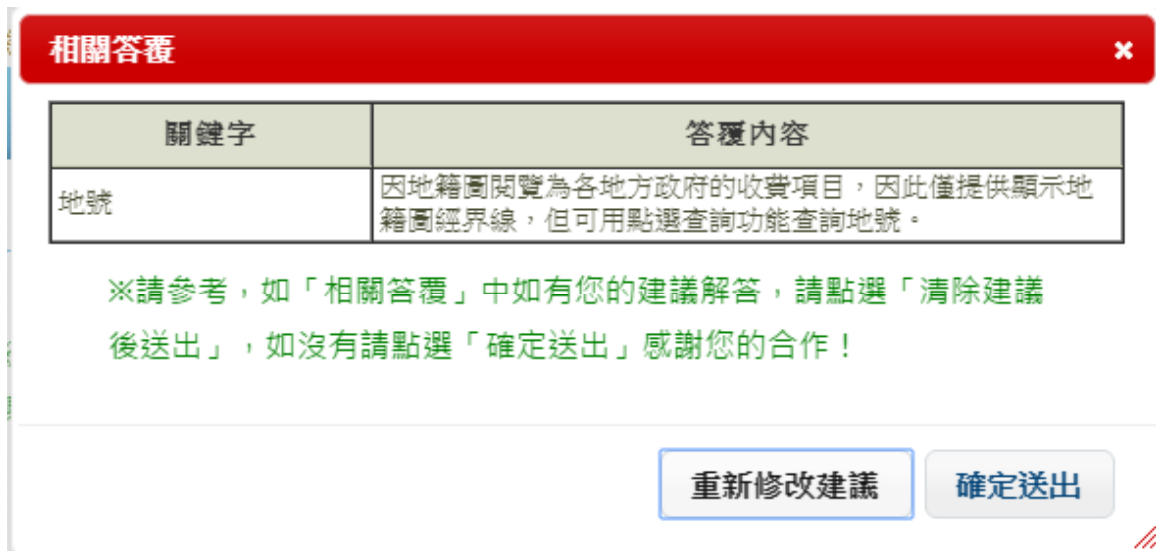 相關答覆
×
關鍵字 答覆內容
地號
因地籍圖閱覽為各地方政府的收費項目，因此僅提供顯示地
籍圖經界線，但可用點選查詢功能查詢地號。
※請參考，如「相關答覆」中如有您的建議解答，請點選「清除建議
後送出」，如沒有請點選「確定送出」感謝您的合作！
重新修改建議 確定送出